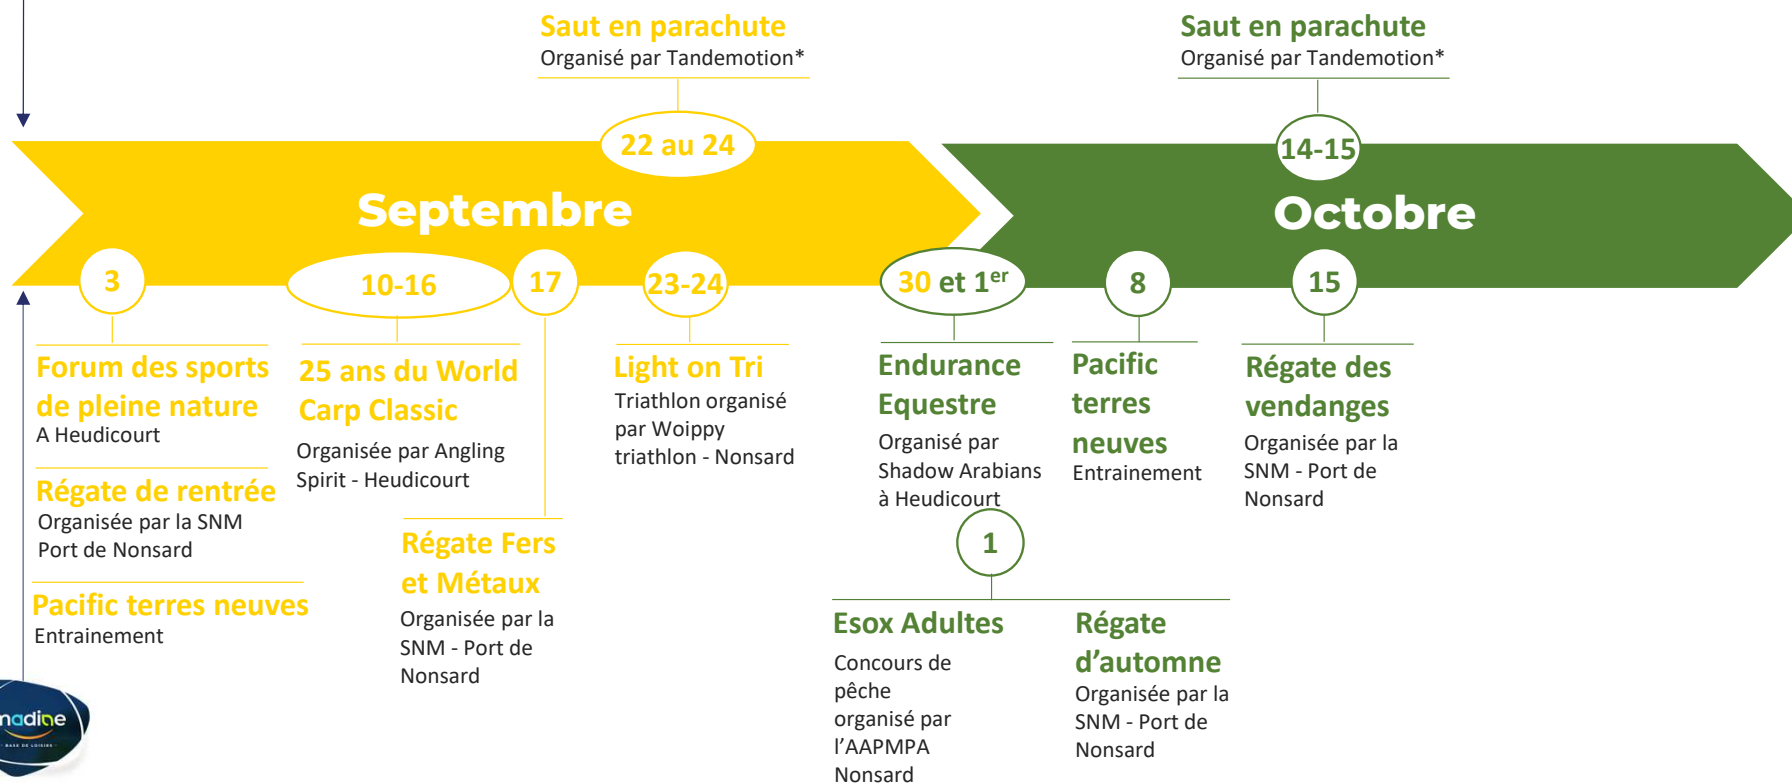 Saut en parachute
Organisé par Tandemotion*
22 au 24
Saut en parachute
Organisé par Tandemotion*
14-15
Septembre
Octobre
3
Forum des sports
de pleine nature
A Heudicourt
Régate de rentrée
Organisée par la SNM
Port de Nonsard
Pacific terres neuves
Entrainement
10-16
25 ans du World
Carp Classic
Organisée par Angling
Spirit - Heudicourt
17
Régate Fers
et Métaux
Organisée par la
SNM - Port de
Nonsard
23-24
Light on Tri
Triathlon organisé
par Woippy
triathlon - Nonsard
30 et 1er
Endurance
Equestre
Organisé par
Shadow Arabians
à Heudicourt
1
Esox Adultes
Concours de
pêche
organisé par
l’AAPMPA
Nonsard
Régate
d’automne
Organisée par la
SNM - Port de
Nonsard
8
Pacific
terres
neuves
Entrainement
15
Régate des
vendanges
Organisée par la
SNM - Port de
Nonsard
madine
BASE DE LOISIRS